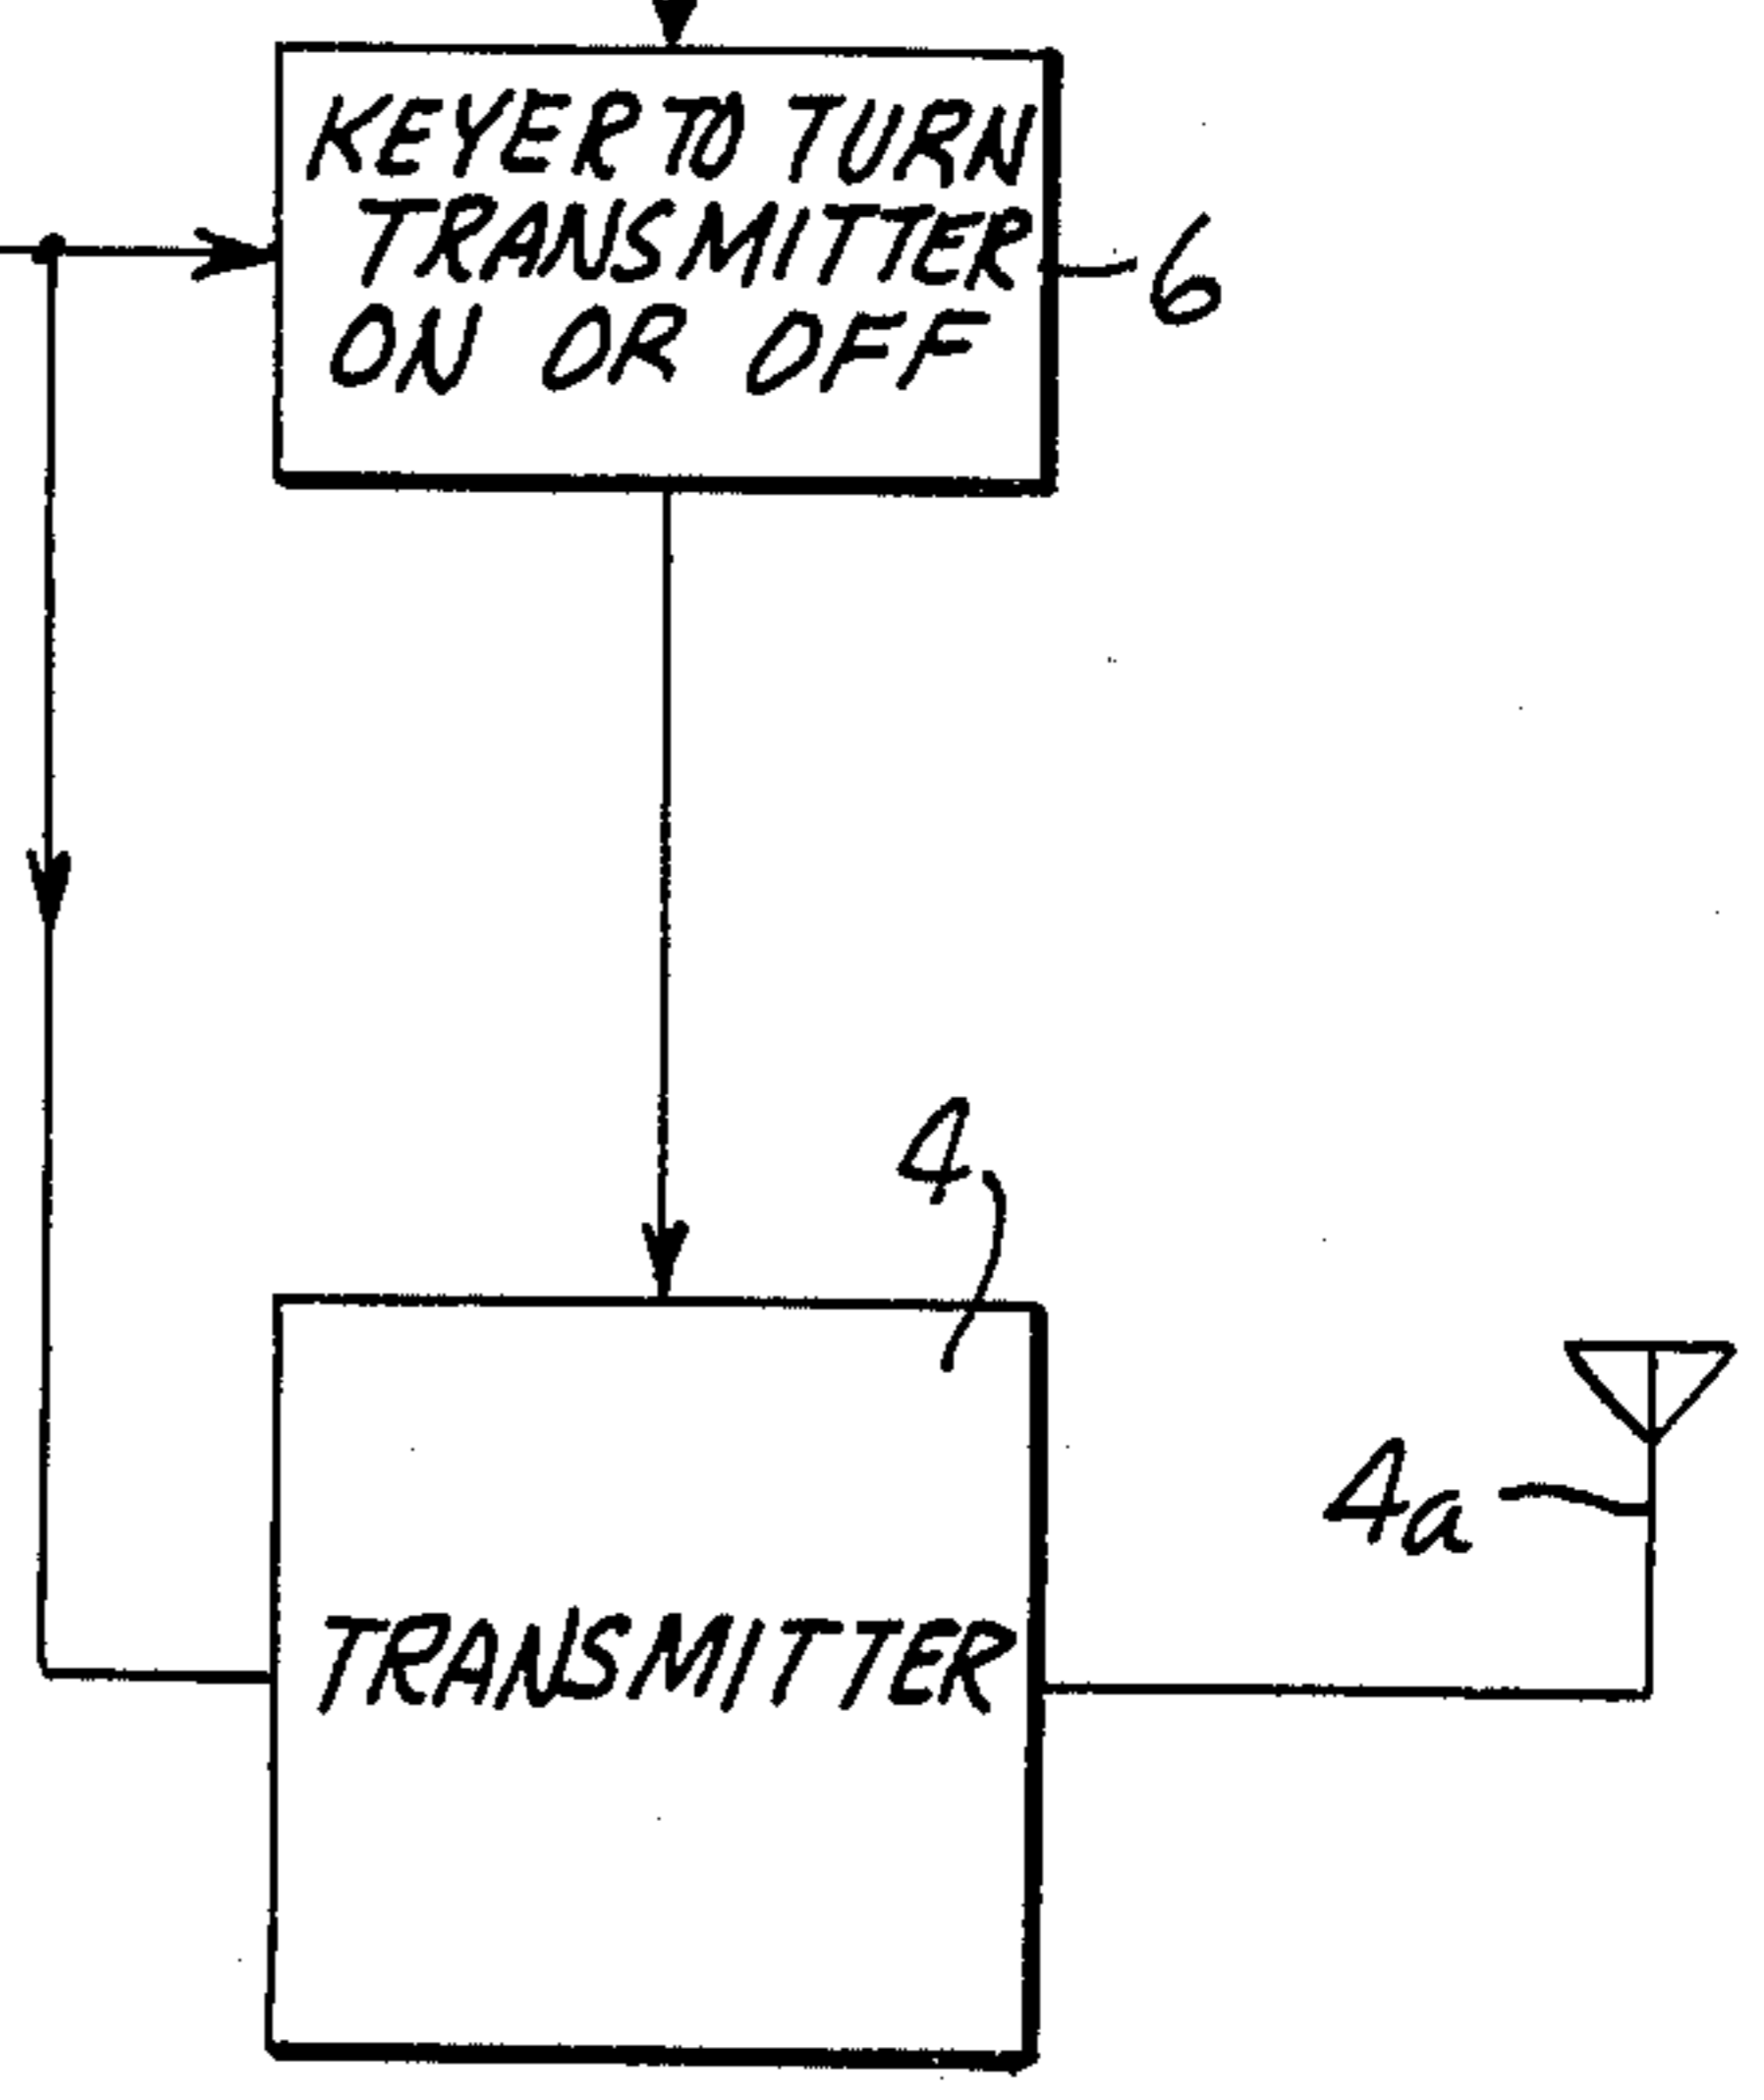 KEYER TO TURN
TRANSMITTER
ON OR OFF
6
4
4a
TRANSMITTER